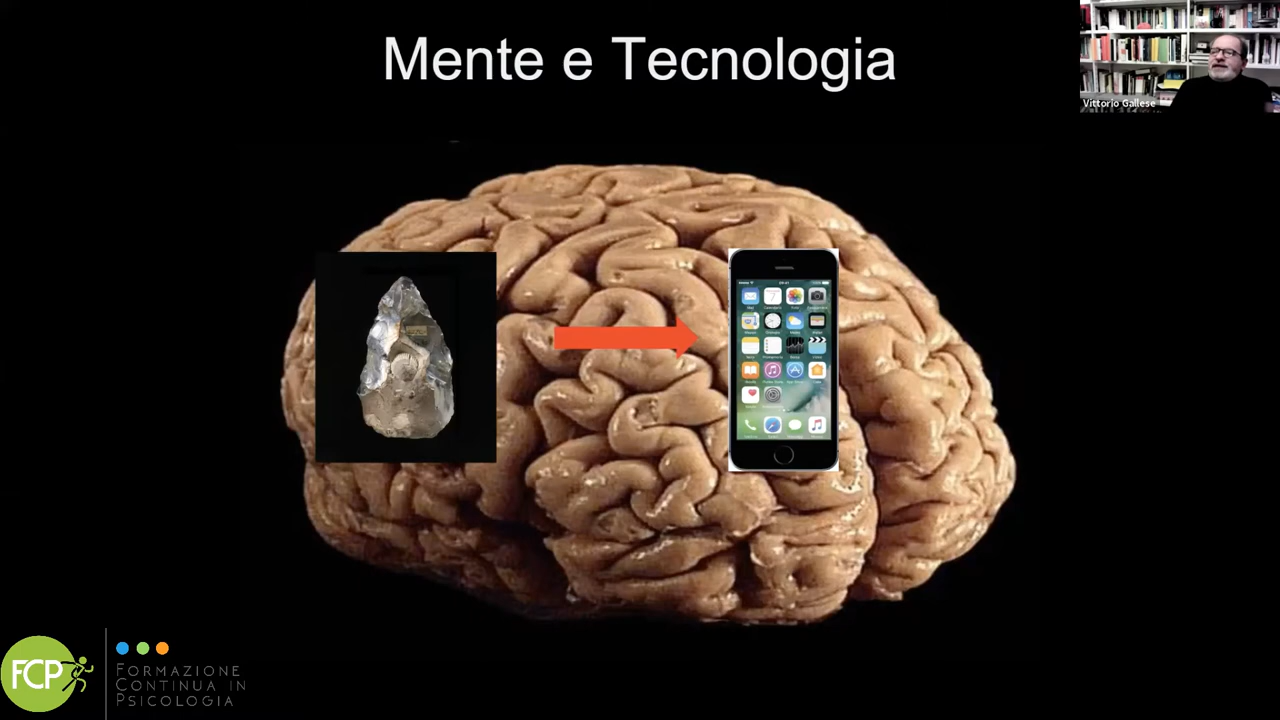 Mente e Tecnologia
Vittorio Gallese
FCP
FORMAZIONE
CONTINUA IN
PSICOLOGIA